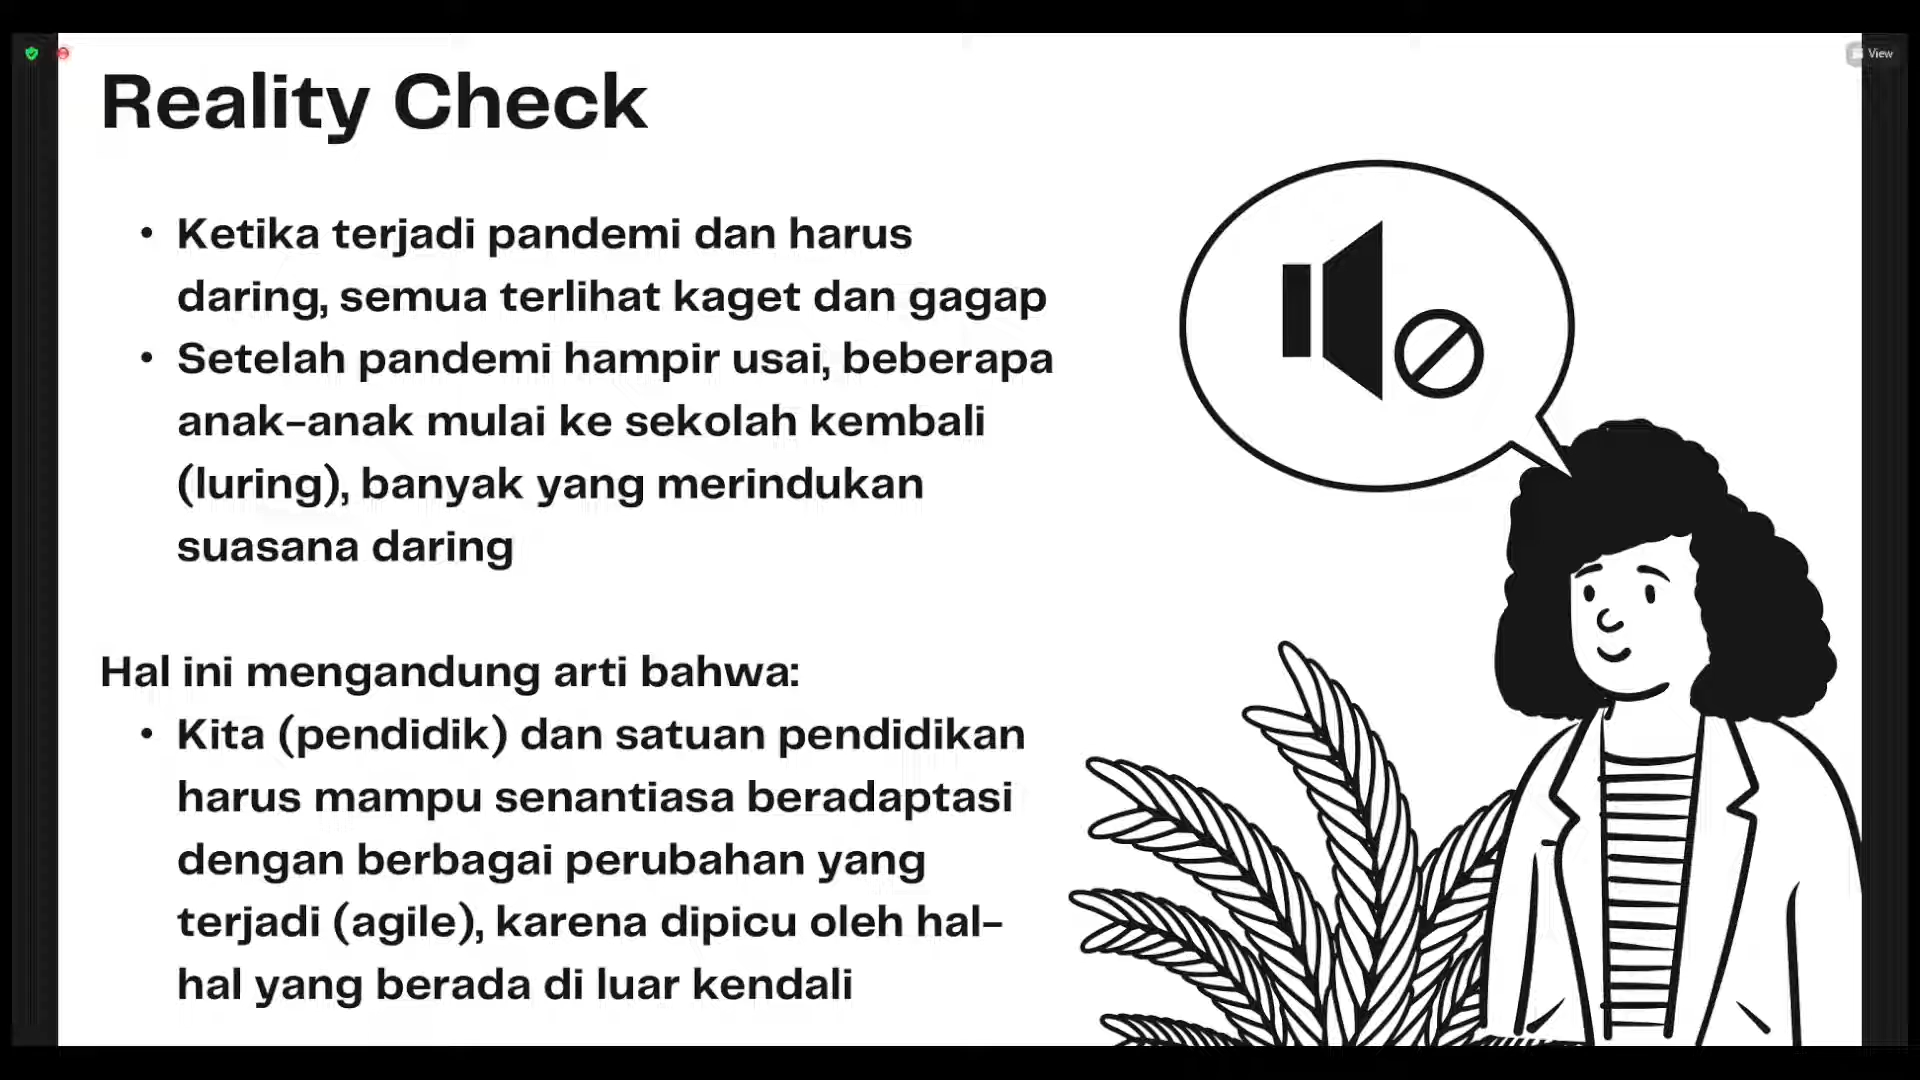 View
Reality Check
• Ketika terjadi pandemi dan harus
daring, semua terlihat kaget dan gagap
• Setelah pandemi hampir usai, beberapa
anak-anak mulai ke sekolah kembali
(luring), banyak yang merindukan
suasana daring
Hal ini mengandung arti bahwa:
• Kita (pendidik) dan satuan pendidikan
harus mampu senantiasa beradaptasi
dengan berbagai perubahan yang
terjadi (agile), karena dipicu oleh hal-
hal yang berada di luar kendali